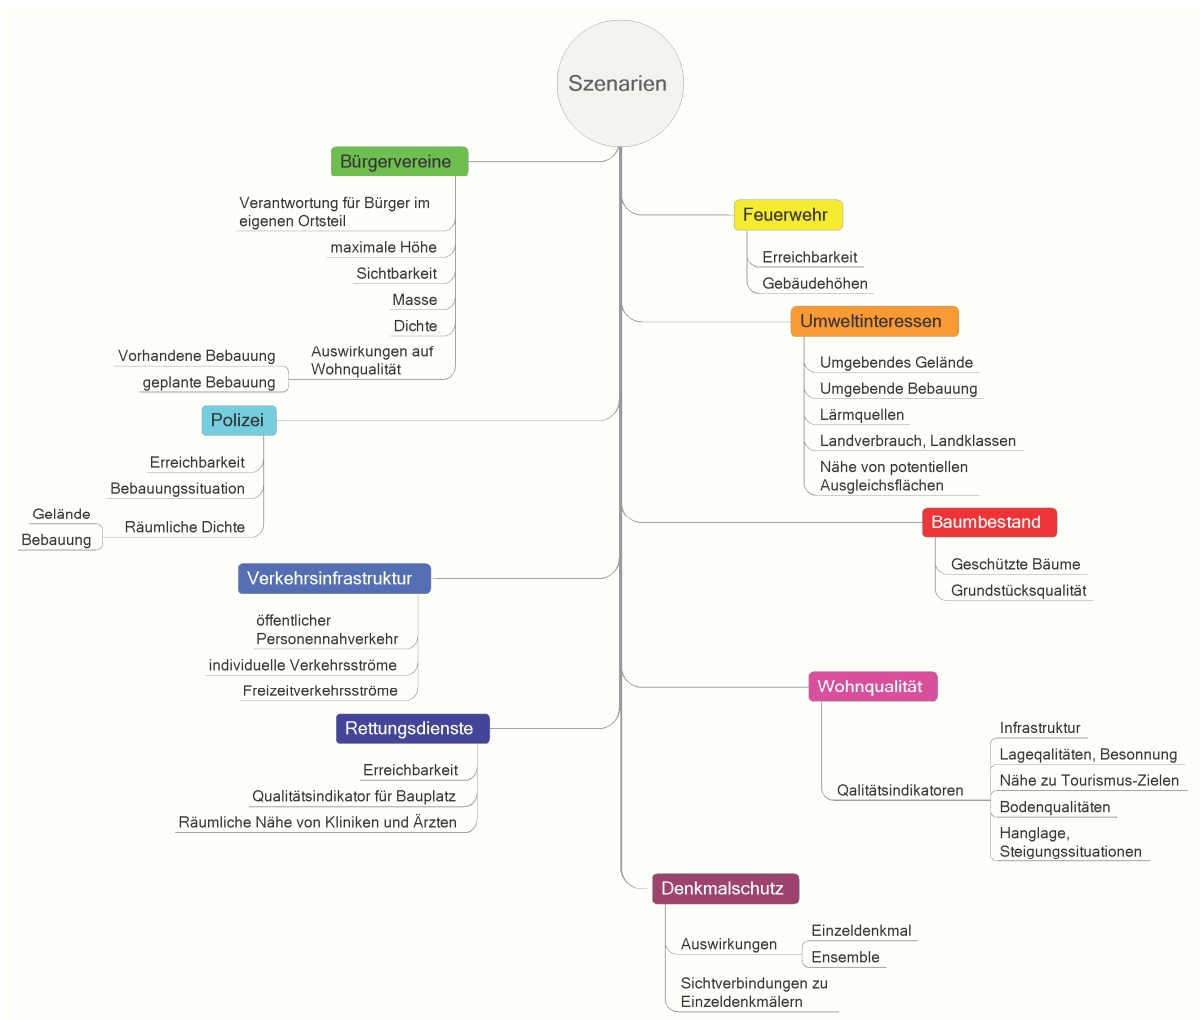 Szenarien
Bürgervereine
Verantwortung für Bürger im
eigenen Ortsteil
maximale Höhe
Sichtbarkeit
Masse
Dichte
Auswirkungen auf
Wohnqualität
Vorhandene Bebauung
geplante Bebauung
Polizei
Erreichbarkeit
Bebauungssituation
Räumliche Dichte
Gelände
Bebauung
Verkehrsinfrastruktur
öffentlicher
Personennahverkehr
individuelle Verkehrsströme
Freizeitverkehrsströme
Rettungsdienste
Erreichbarkeit
Qualitätsindikator für Bauplatz
Räumliche Nähe von Kliniken und Ärzten
Feuerwehr
Erreichbarkeit
Gebäudehöhen
Umweltinteressen
Umgebendes Gelände
Umgebende Bebauung
Lärmquellen
Landverbrauch, Landklassen
Nähe von potentiellen
Ausgleichsflächen
Baumbestand
Geschützte Bäume
Grundstücksqualität
Wohnqualität
Qalitätsindikatoren
Infrastruktur
Lageqalitäten, Besonnung
Nähe zu Tourismus-Zielen
Bodenqualitäten
Hanglage,
Steigungssituationen
Denkmalschutz
Auswirkungen
Einzeldenkmal
Ensemble
Sichtverbindungen zu
Einzeldenkmälern